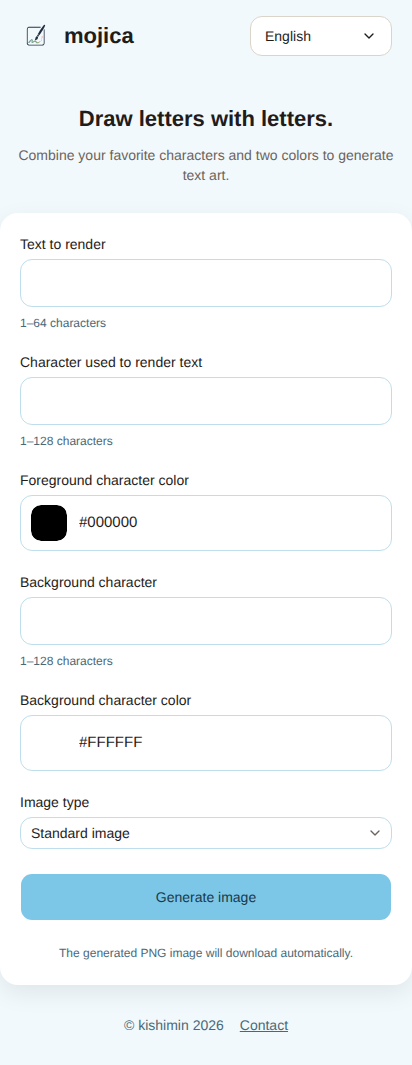 mojica
English
Draw letters with letters.
Combine your favorite characters and two colors to generate
text art.
Text to render
1–64 characters
Character used to render text
1–128 characters
Foreground character color
#000000
Background character
1–128 characters
Background character color
#FFFFFF
Image type
Standard image
Generate image
The generated PNG image will download automatically.
© kishimin 2026 Contact